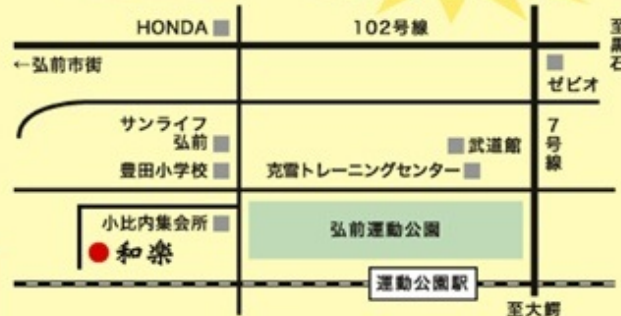 HONDA
102号線
至黒石
←弘前市街
ゼビオ
サンライフ
弘前
7号線
武道館
豊田小学校
克雪トレーニングセンター
小比内集会所
弘前運動公園
和樂
運動公園駅
至大鰐